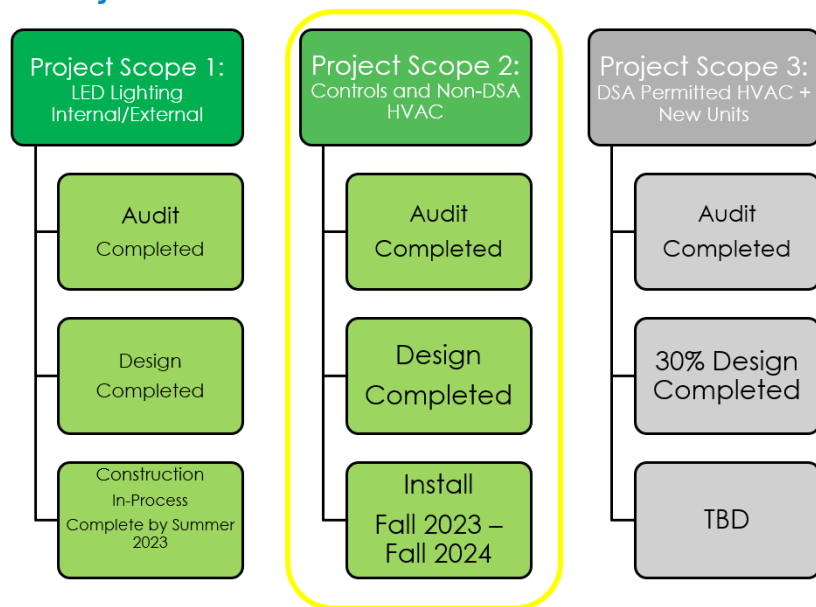 Project Scope 1:
LED Lighting
Internal/External
Audit
Completed
Design
Completed
Construction
In-Process
Complete by Summer
2023
Project Scope 2:
Controls and Non-DSA
HVAC
Audit
Completed
Design
Completed
Install
Fall 2023 –
Fall 2024
Project Scope 3:
DSA Permitted HVAC +
New Units
Audit
Completed
30% Design
Completed
TBD